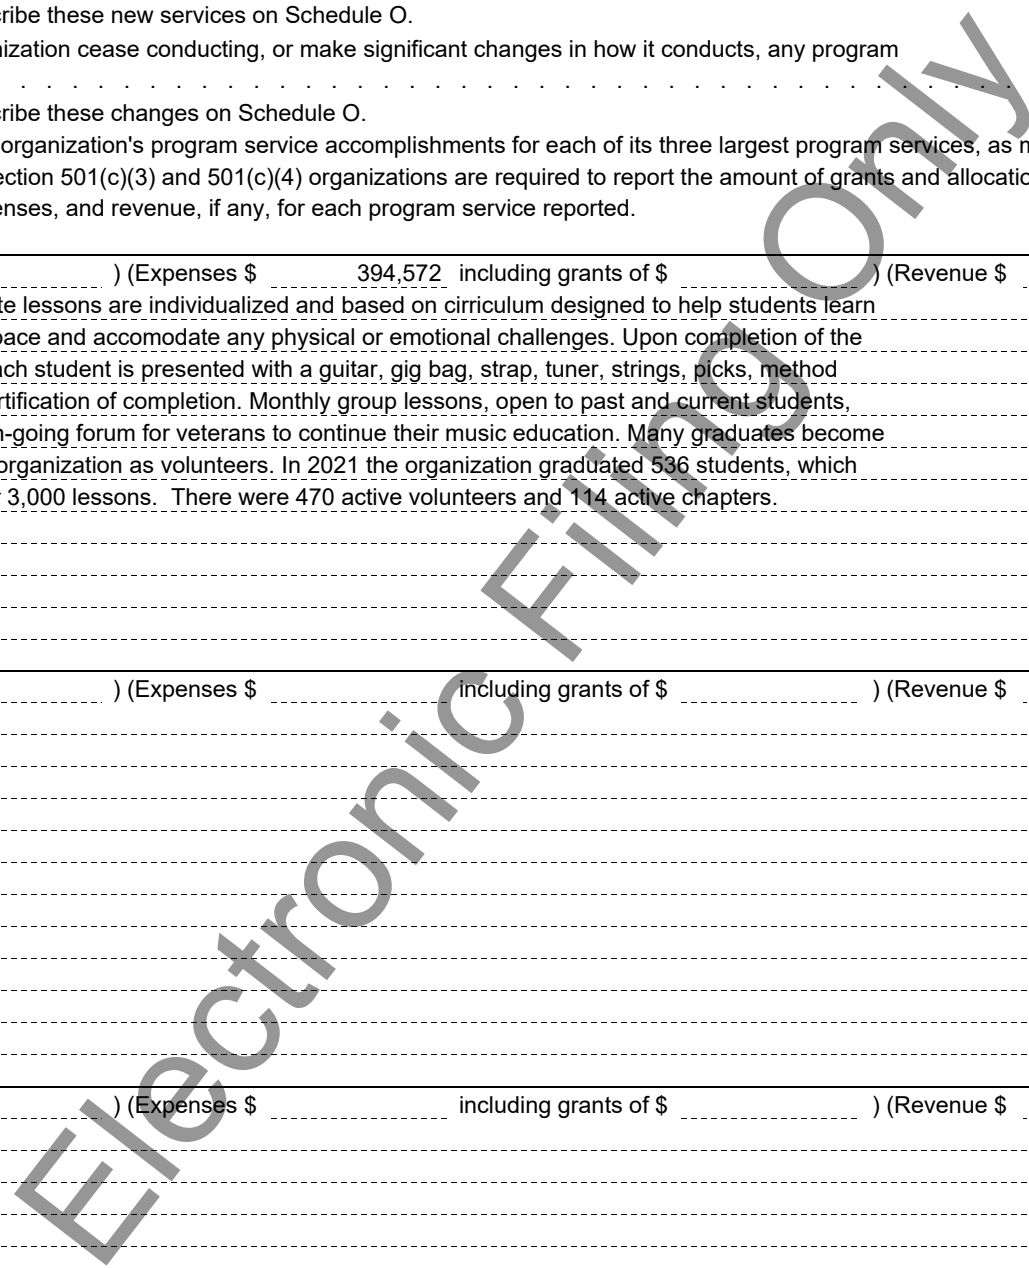 cribe these new services on Schedule O.
nization cease conducting, or make significant changes in how it conducts, any program
. . . . . . . . . . . . . . . . . . . . . . . . . . . . . . . . . . . . . . .
cribe these changes on Schedule O.
organization's program service accomplishments for each of its three largest program services, as m
ection 501(c)(3) and 501(c)(4) organizations are required to report the amount of grants and allocatio
enses, and revenue, if any, for each program service reported.
) (Expenses $ 394,572 including grants of $ ) (Revenue $
te lessons are individualized and based on cirriculum designed to help students learn
pace and accomodate any physical or emotional challenges. Upon completion of the
ach student is presented with a guitar, gig bag, strap, tuner, strings, picks, method
rtification of completion. Monthly group lessons, open to past and current students,
n-going forum for veterans to continue their music education. Many graduates become
organization as volunteers. In 2021 the organization graduated 536 students, which
r 3,000 lessons.  There were 470 active volunteers and 114 active chapters.
) (Expenses $ including grants of $ ) (Revenue $
) (Expenses $ including grants of $ ) (Revenue $
Electronic Filing Only